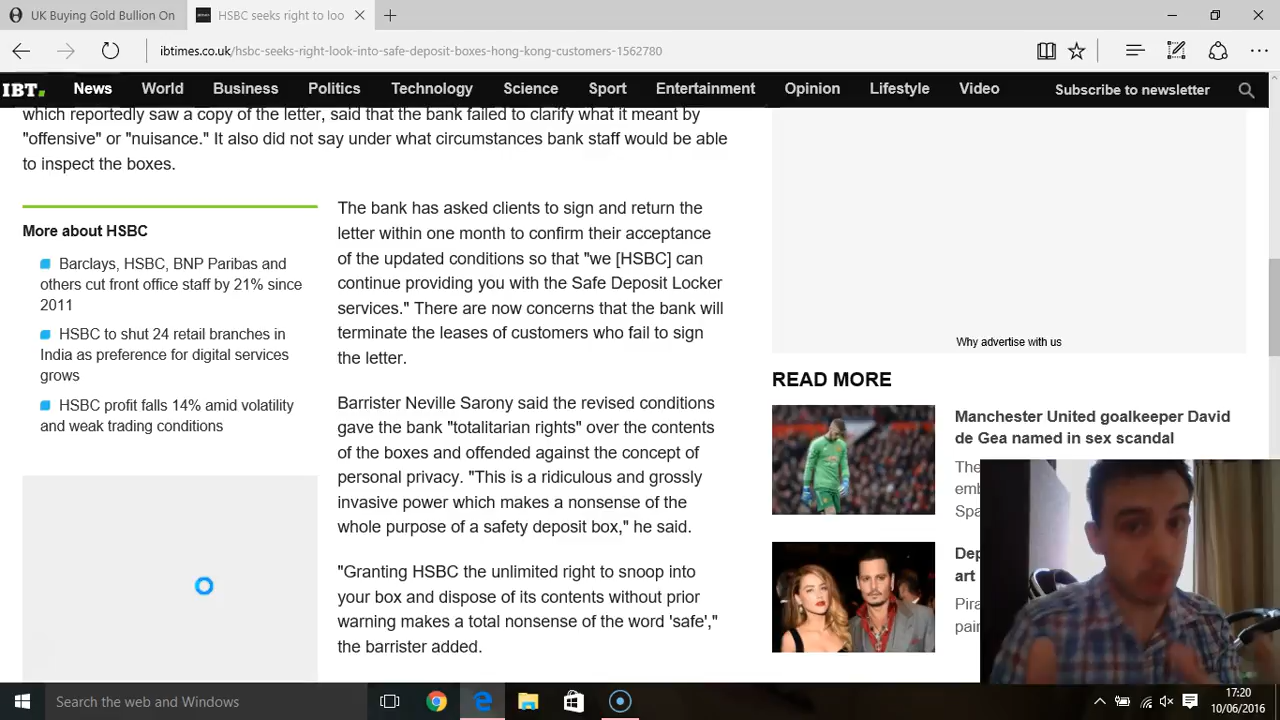 UK Buying Gold Bullion On
HSBC seeks right to loo
ibtimes.co.uk/hsbc-seeks-right-look-into-safe-deposit-boxes-hong-kong-customers-1562780
IBT. News World Business Politics Technology Science Sport Entertainment Opinion Lifestyle Video Subscribe to newsletter
which reportedly saw a copy of the letter, said that the bank failed to clarify what it meant by
"offensive" or "nuisance." It also did not say under what circumstances bank staff would be able
to inspect the boxes.
More about HSBC
Barclays, HSBC, BNP Paribas and
others cut front office staff by 21% since
2011
HSBC to shut 24 retail branches in
India as preference for digital services
grows
HSBC profit falls 14% amid volatility
and weak trading conditions
The bank has asked clients to sign and return the
letter within one month to confirm their acceptance
of the updated conditions so that "we [HSBC] can
continue providing you with the Safe Deposit Locker
services." There are now concerns that the bank will
terminate the leases of customers who fail to sign
the letter.
Barrister Neville Sarony said the revised conditions
gave the bank "totalitarian rights" over the contents
of the boxes and offended against the concept of
personal privacy. "This is a ridiculous and grossly
invasive power which makes a nonsense of the
whole purpose of a safety deposit box," he said.
"Granting HSBC the unlimited right to snoop into
your box and dispose of its contents without prior
warning makes a total nonsense of the word 'safe',"
the barrister added.
Why advertise with us
READ MORE
Manchester United goalkeeper David
de Gea named in sex scandal
The
emb
Spa
Dep
art
Pira
pain
Search the web and Windows
17:20
10/06/2016